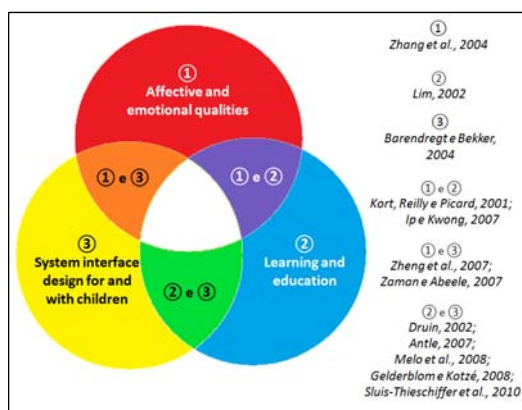 ①
Affective and
emotional qualities
① e ③
① e ②
③
System interface
design for and
with children
②
Learning and
education
② e ③
①
Zhang et al., 2004
②
Lim, 2002
③
Barendregt e Bekker,
2004
① e ②
Kort, Reilly e Picard, 2001;
Ip e Kwong, 2007
① e ③
Zheng et al., 2007;
Zaman e Abeele, 2007
② e ③
Druin, 2002;
Antle, 2007;
Melo et al., 2008;
Gelderblom e Kotzé, 2008;
Sluis-Thieschiffer et al., 2010